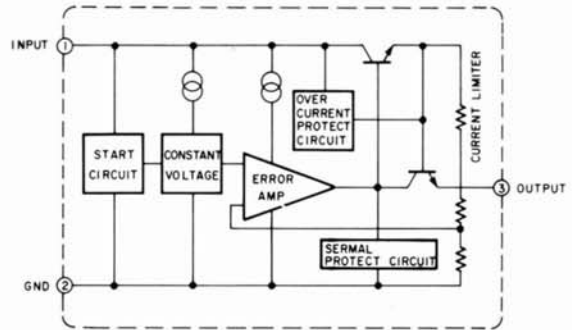 INPUT 1
OVER
CURRENT
PROTECT
CIRCUIT
CURRENT LIMITER
START
CIRCUIT
CONSTANT
VOLTAGE
ERROR
AMP
3 OUTPUT
SERMAL
PROTECT CIRCUIT
GND 2